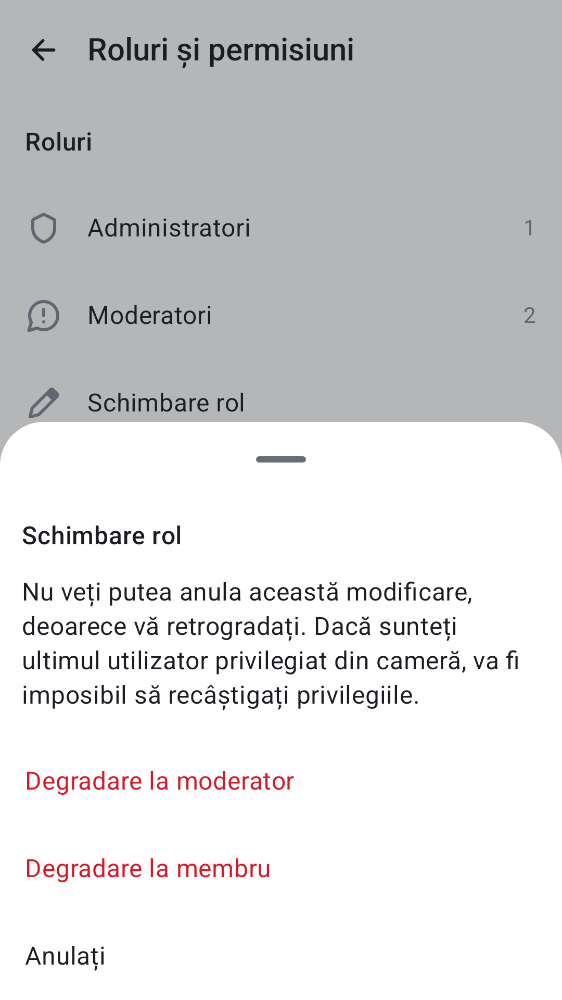 Roluri și permisiuni
Roluri
Administratori 1
Moderatori 2
Schimbare rol
Schimbare rol
Nu veți putea anula această modificare,
deoarece vă retrogradați. Dacă sunteți
ultimul utilizator privilegiat din cameră, va fi
imposibil să recâștigați privilegiile.
Degradare la moderator
Degradare la membru
Anulați